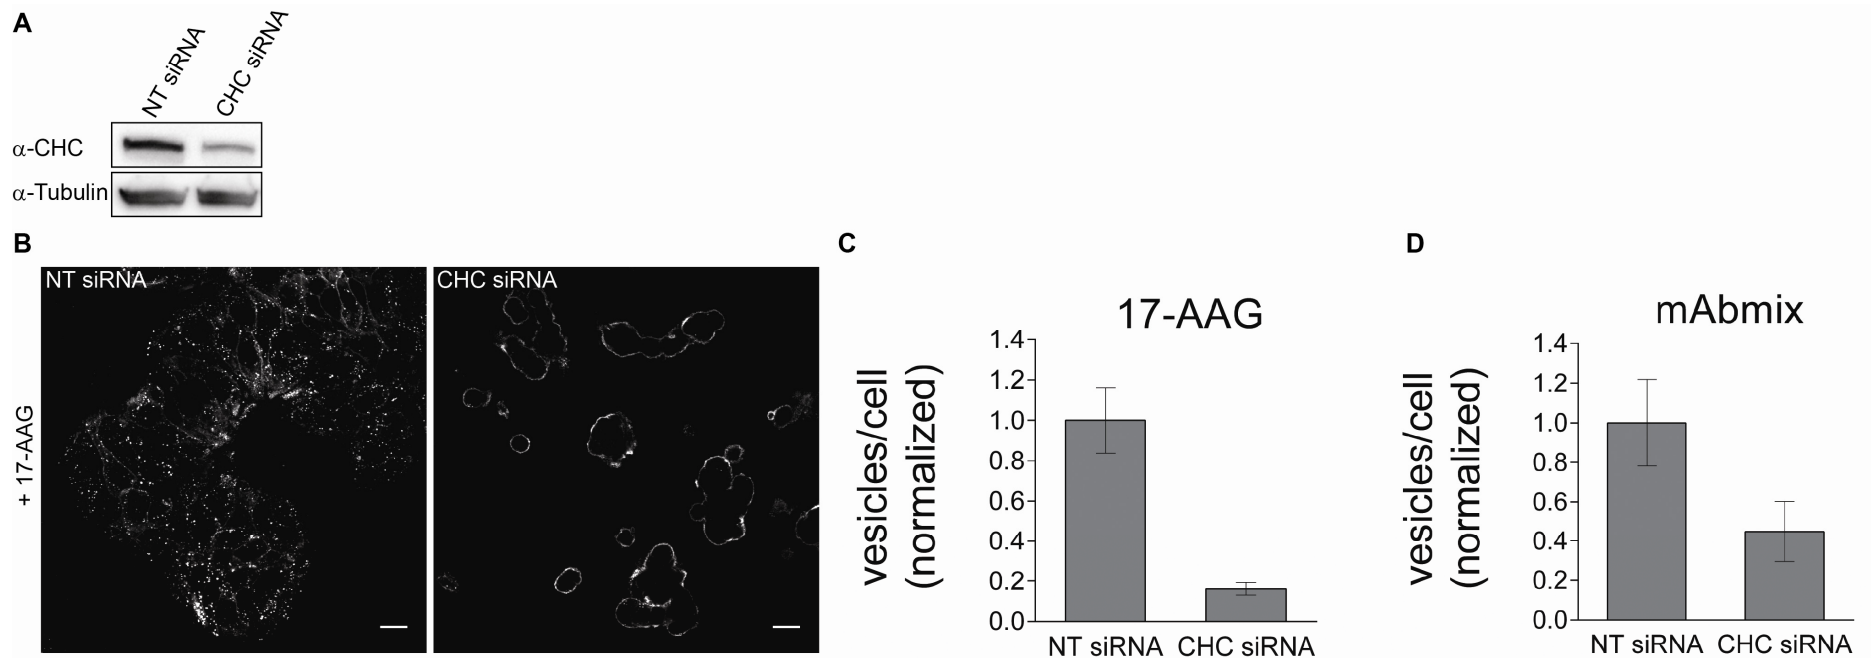 A
NT siRNA
CHC siRNA
α-CHC
α-Tubulin
B
NT siRNA
CHC siRNA
+ 17-AAG
C
17-AAG
vesicles/cell
(normalized)
1.4
1.2
1.0
0.8
0.6
0.4
0.2
0.0
NT siRNA
CHC siRNA
D
mAbmix
vesicles/cell
(normalized)
1.4
1.2
1.0
0.8
0.6
0.4
0.2
0.0
NT siRNA
CHC siRNA